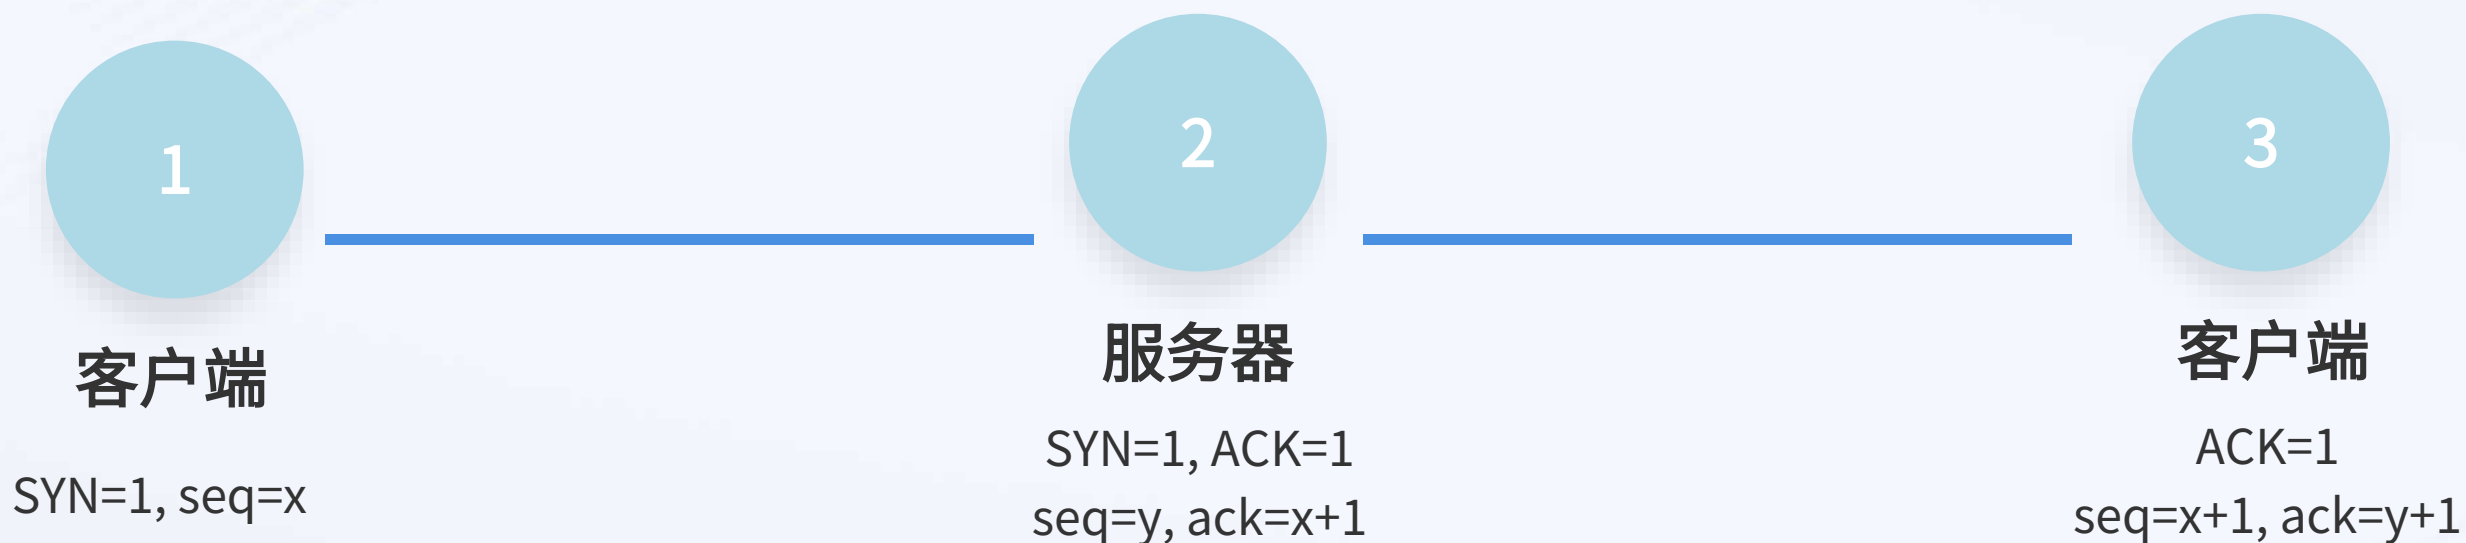 1
客户端
SYN=1, seq=x
2
服务器
SYN=1, ACK=1
seq=y, ack=x+1
3
客户端
ACK=1
seq=x+1, ack=y+1